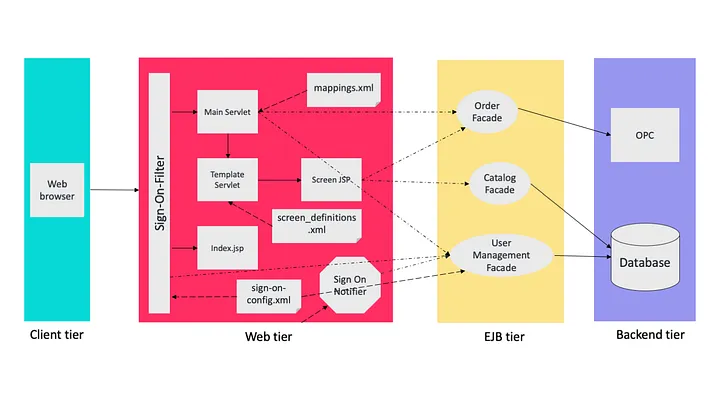 mappings.xml
Main Servlet
Order
Facade
OPC
Sign-On-Filter
Web
browser
Template
Servlet
Screen JSP
Catalog
Facade
screen_definitions
.xml
Index.jsp
User
Management
Facade
Database
sign-on-
config.xml
Sign On
Notifier
Client tier
Web tier
EJB tier
Backend tier